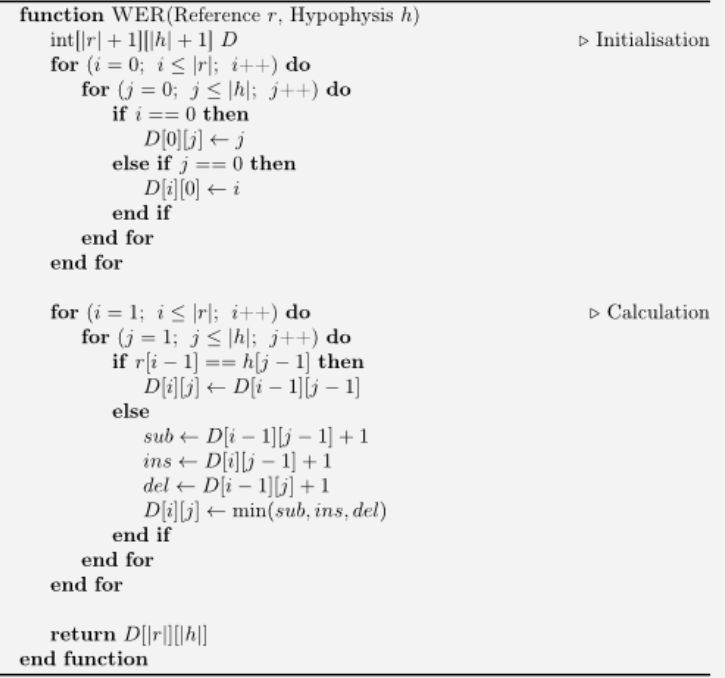 function WER(Reference r, Hypophysis h)
int[|r| + 1][|h| + 1] D ▷ Initialisation
for (i = 0; i ≤ |r|; i++) do
for (j = 0; j ≤ |h|; j++) do
if i == 0 then
D[0][j] ← j
else if j == 0 then
D[i][0] ← i
end if
end for
end for
for (i = 1; i ≤ |r|; i++) do ▷ Calculation
for (j = 1; j ≤ |h|; j++) do
if r[i − 1] == h[j − 1] then
D[i][j] ← D[i − 1][j − 1]
else
sub ← D[i − 1][j − 1] + 1
ins ← D[i][j − 1] + 1
del ← D[i − 1][j] + 1
D[i][j] ← min(sub, ins, del)
end if
end for
end for
return D[|r|][|h|]
end function